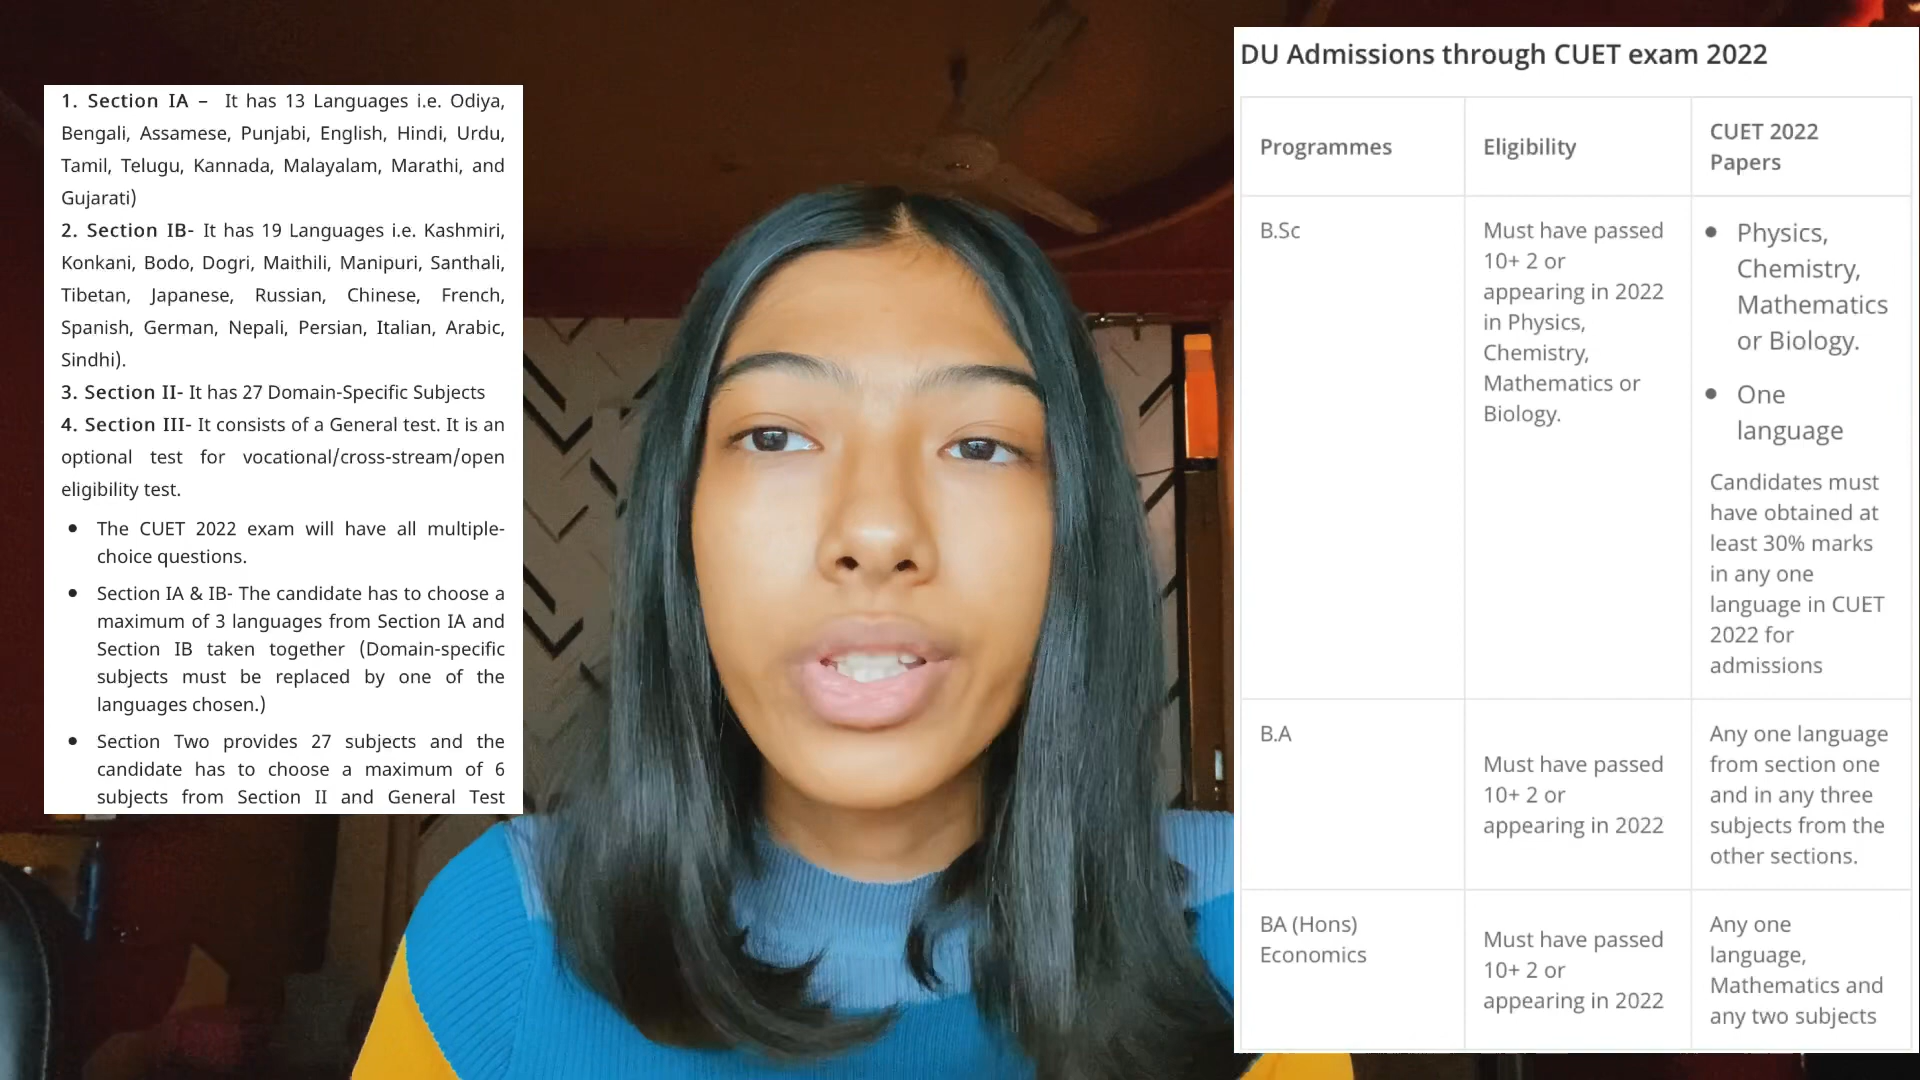 1. Section IA – It has 13 Languages i.e. Odiya,
Bengali, Assamese, Punjabi, English, Hindi, Urdu,
Tamil, Telugu, Kannada, Malayalam, Marathi, and
Gujarati)
2. Section IB- It has 19 Languages i.e. Kashmiri,
Konkani, Bodo, Dogri, Maithili, Manipuri, Santhali,
Tibetan, Japanese, Russian, Chinese, French,
Spanish, German, Nepali, Persian, Italian, Arabic,
Sindhi).
3. Section II- It has 27 Domain-Specific Subjects
4. Section III- It consists of a General test. It is an
optional test for vocational/cross-stream/open
eligibility test.
• The CUET 2022 exam will have all multiple-
choice questions.
• Section IA & IB- The candidate has to choose a
maximum of 3 languages from Section IA and
Section IB taken together (Domain-specific
subjects must be replaced by one of the
languages chosen.)
• Section Two provides 27 subjects and the
candidate has to choose a maximum of 6
subjects from Section II and General Test
DU Admissions through CUET exam 2022
Programmes
Eligibility
CUET 2022
Papers
B.Sc
Must have passed
10+ 2 or
appearing in 2022
in Physics,
Chemistry,
Mathematics or
Biology.
• Physics,
Chemistry,
Mathematics
or Biology.
• One
language
Candidates must
have obtained at
least 30% marks
in any one
language in CUET
2022 for
admissions
B.A
Must have passed
10+ 2 or
appearing in 2022
Any one language
from section one
and in any three
subjects from the
other sections.
BA (Hons)
Economics
Must have passed
10+ 2 or
appearing in 2022
Any one
language,
Mathematics and
any two subjects